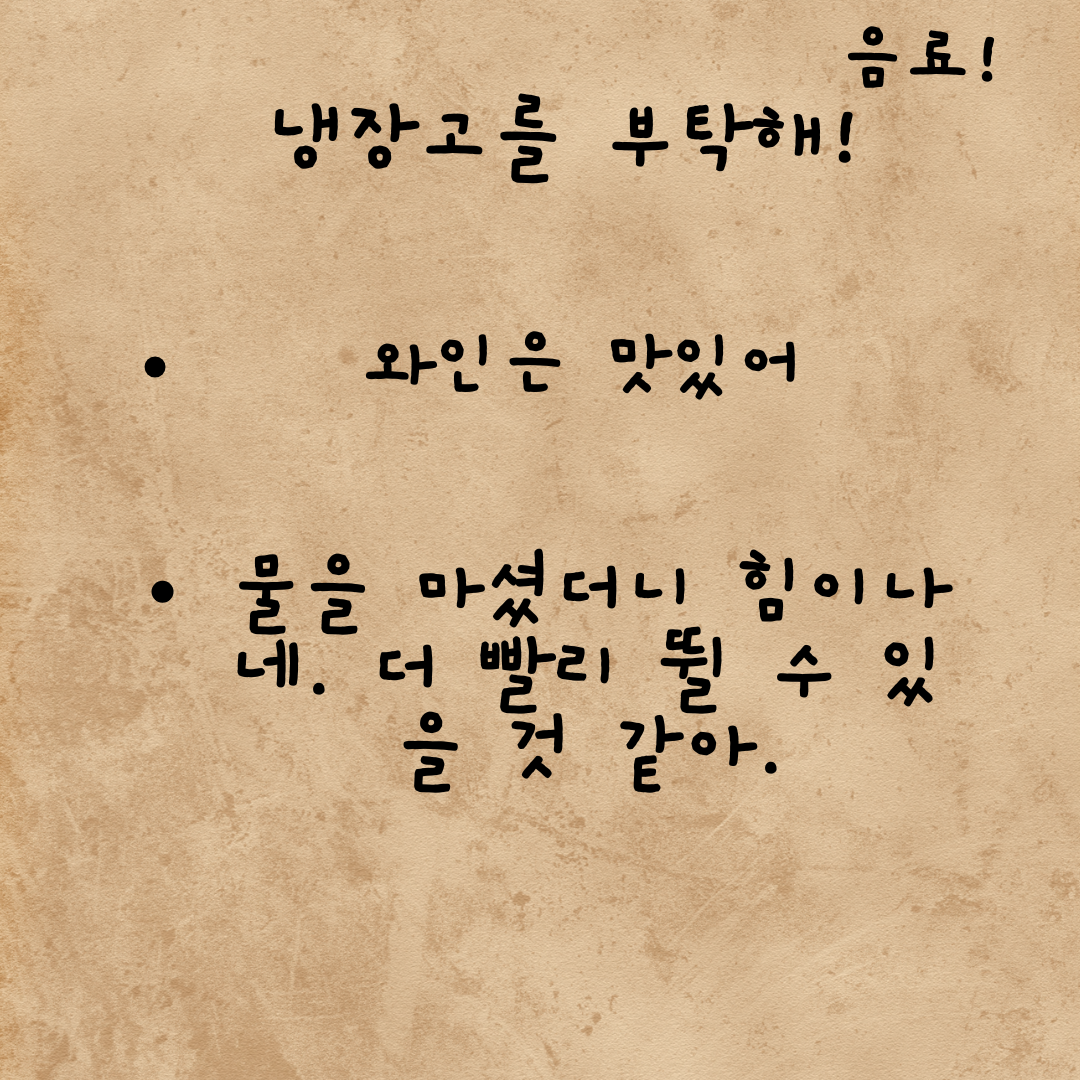 음료!
냉장고를 부탁해!
• 와인은 맛있어
• 물을 마셨더니 힘이나
네. 더 빨리 뛸 수 있
을 것 같아.